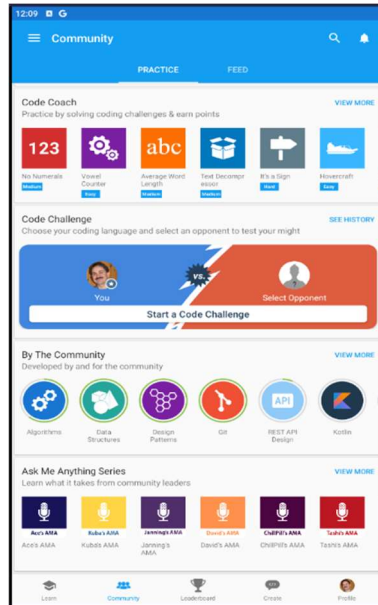 12:09
Community
PRACTICE FEED
Code Coach VIEW MORE
Practice by solving coding challenges & earn points
123 abc
No Numerals Vowel Counter Average Word Length Text Decompr essor It's a Sign Hovercraft
Medium Easy Medium Medium Hard Easy
Code Challenge SEE HISTORY
Choose your coding language and select an opponent to test your might
vs.
You Select Opponent
Start a Code Challenge
By The Community VIEW MORE
Developed by and for the community
API
Algorithms Data Structures Design Patterns Git REST API Design Kotlin
Ask Me Anything Series VIEW MORE
Learn what it takes from community leaders
Ace's AMA Kuba's AMA Janning's AMA David's AMA ChillPill's AMA Tashi's AMA
Ace's AMA Kuba's AMA Janning's AMA David's AMA ChillPill's AMA Tashi's AMA
Learn Community Leaderboard Create Profile